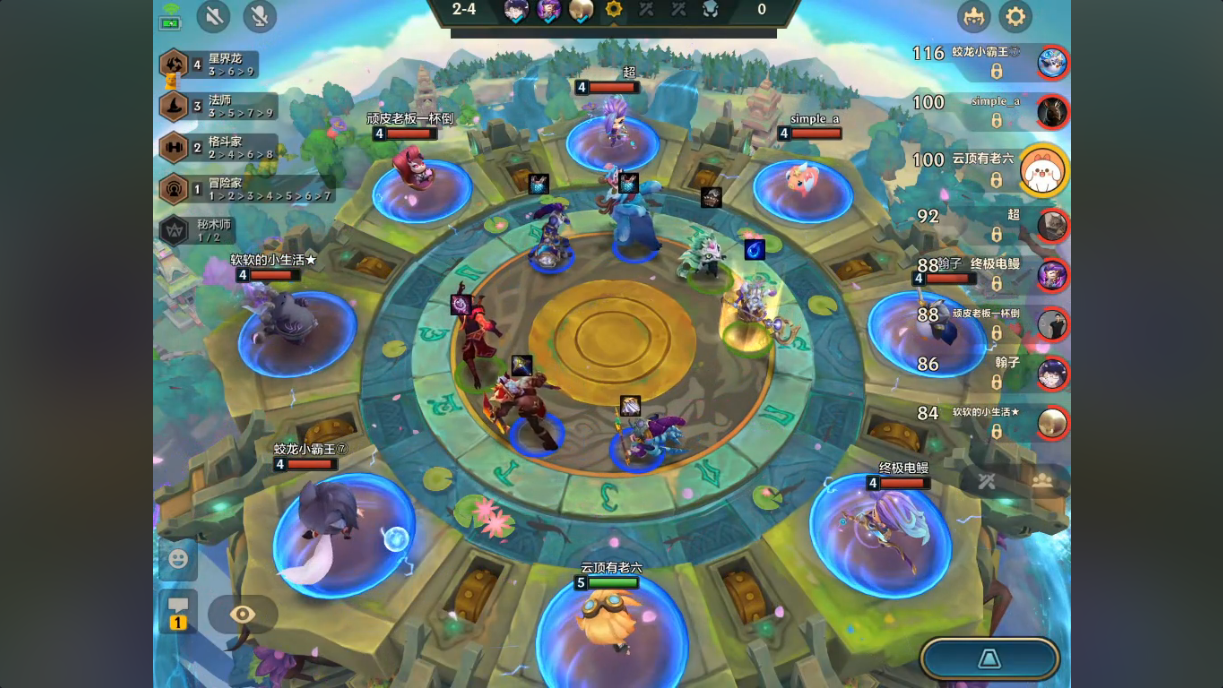 2-4
0
4 星界龙
3 > 6 > 9
3 法师
3 > 5 > 7 > 9
2 格斗家
2 > 4 > 6 > 8
1 冒险家
1 > 2 > 3 > 4 > 5 > 6 > 7
秘术师
1 / 2
超
4
顽皮老板一杯倒
4
simple_a
4
软软的小生活★
4
翰子
4
蛟龙小霸王⑦
4
终极电鳗
4
云顶有老六
5
116 蛟龙小霸王
100 simple_a
100 云顶有老六
92 超
88 终极电鳗
88 顽皮老板一杯倒
86 翰子
84 软软的小生活★
1